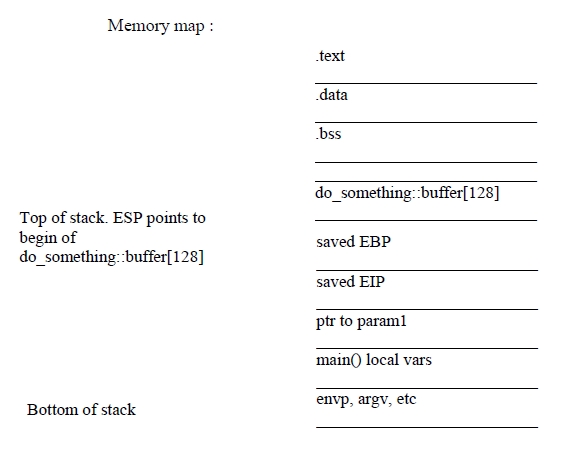 Memory map :
.text
.data
.bss
do_something::buffer[128]
Top of stack. ESP points to
begin of
do_something::buffer[128]
saved EBP
saved EIP
ptr to param1
main() local vars
envp, argv, etc
Bottom of stack